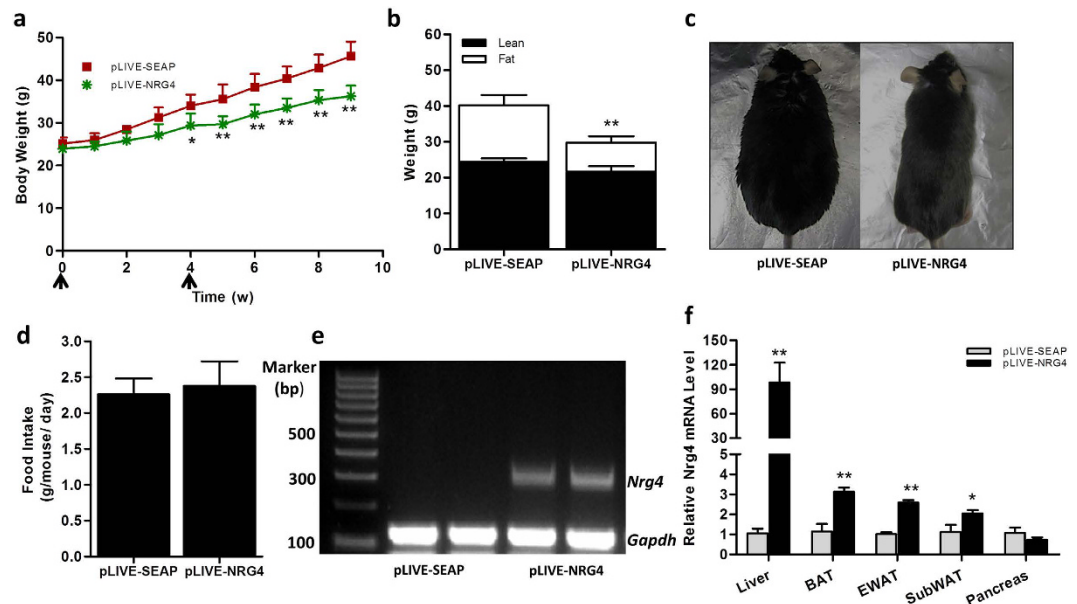 a
Body Weight (g)
50
40
30
20
10
0
pLIVE-SEAP
pLIVE-NRG4
*
**
**
**
**
**
0
2
4
6
8
10
Time (w)
b
Weight (g)
60
50
40
30
20
10
0
Lean
Fat
**
pLIVE-SEAP
pLIVE-NRG4
c
pLIVE-SEAP
pLIVE-NRG4
d
Food Intake
(g/mouse/ day)
3.0
2.5
2.0
1.5
1.0
0.5
0.0
pLIVE-SEAP
pLIVE-NRG4
e
Marker
(bp)
500
300
100
Nrg4
Gapdh
pLIVE-SEAP
pLIVE-NRG4
f
Relative Nrg4 mRNA Level
150
120
90
60
30
5
4
3
2
1
0
pLIVE-SEAP
pLIVE-NRG4
**
**
**
*
Liver
BAT
EWAT
SubWAT
Pancreas